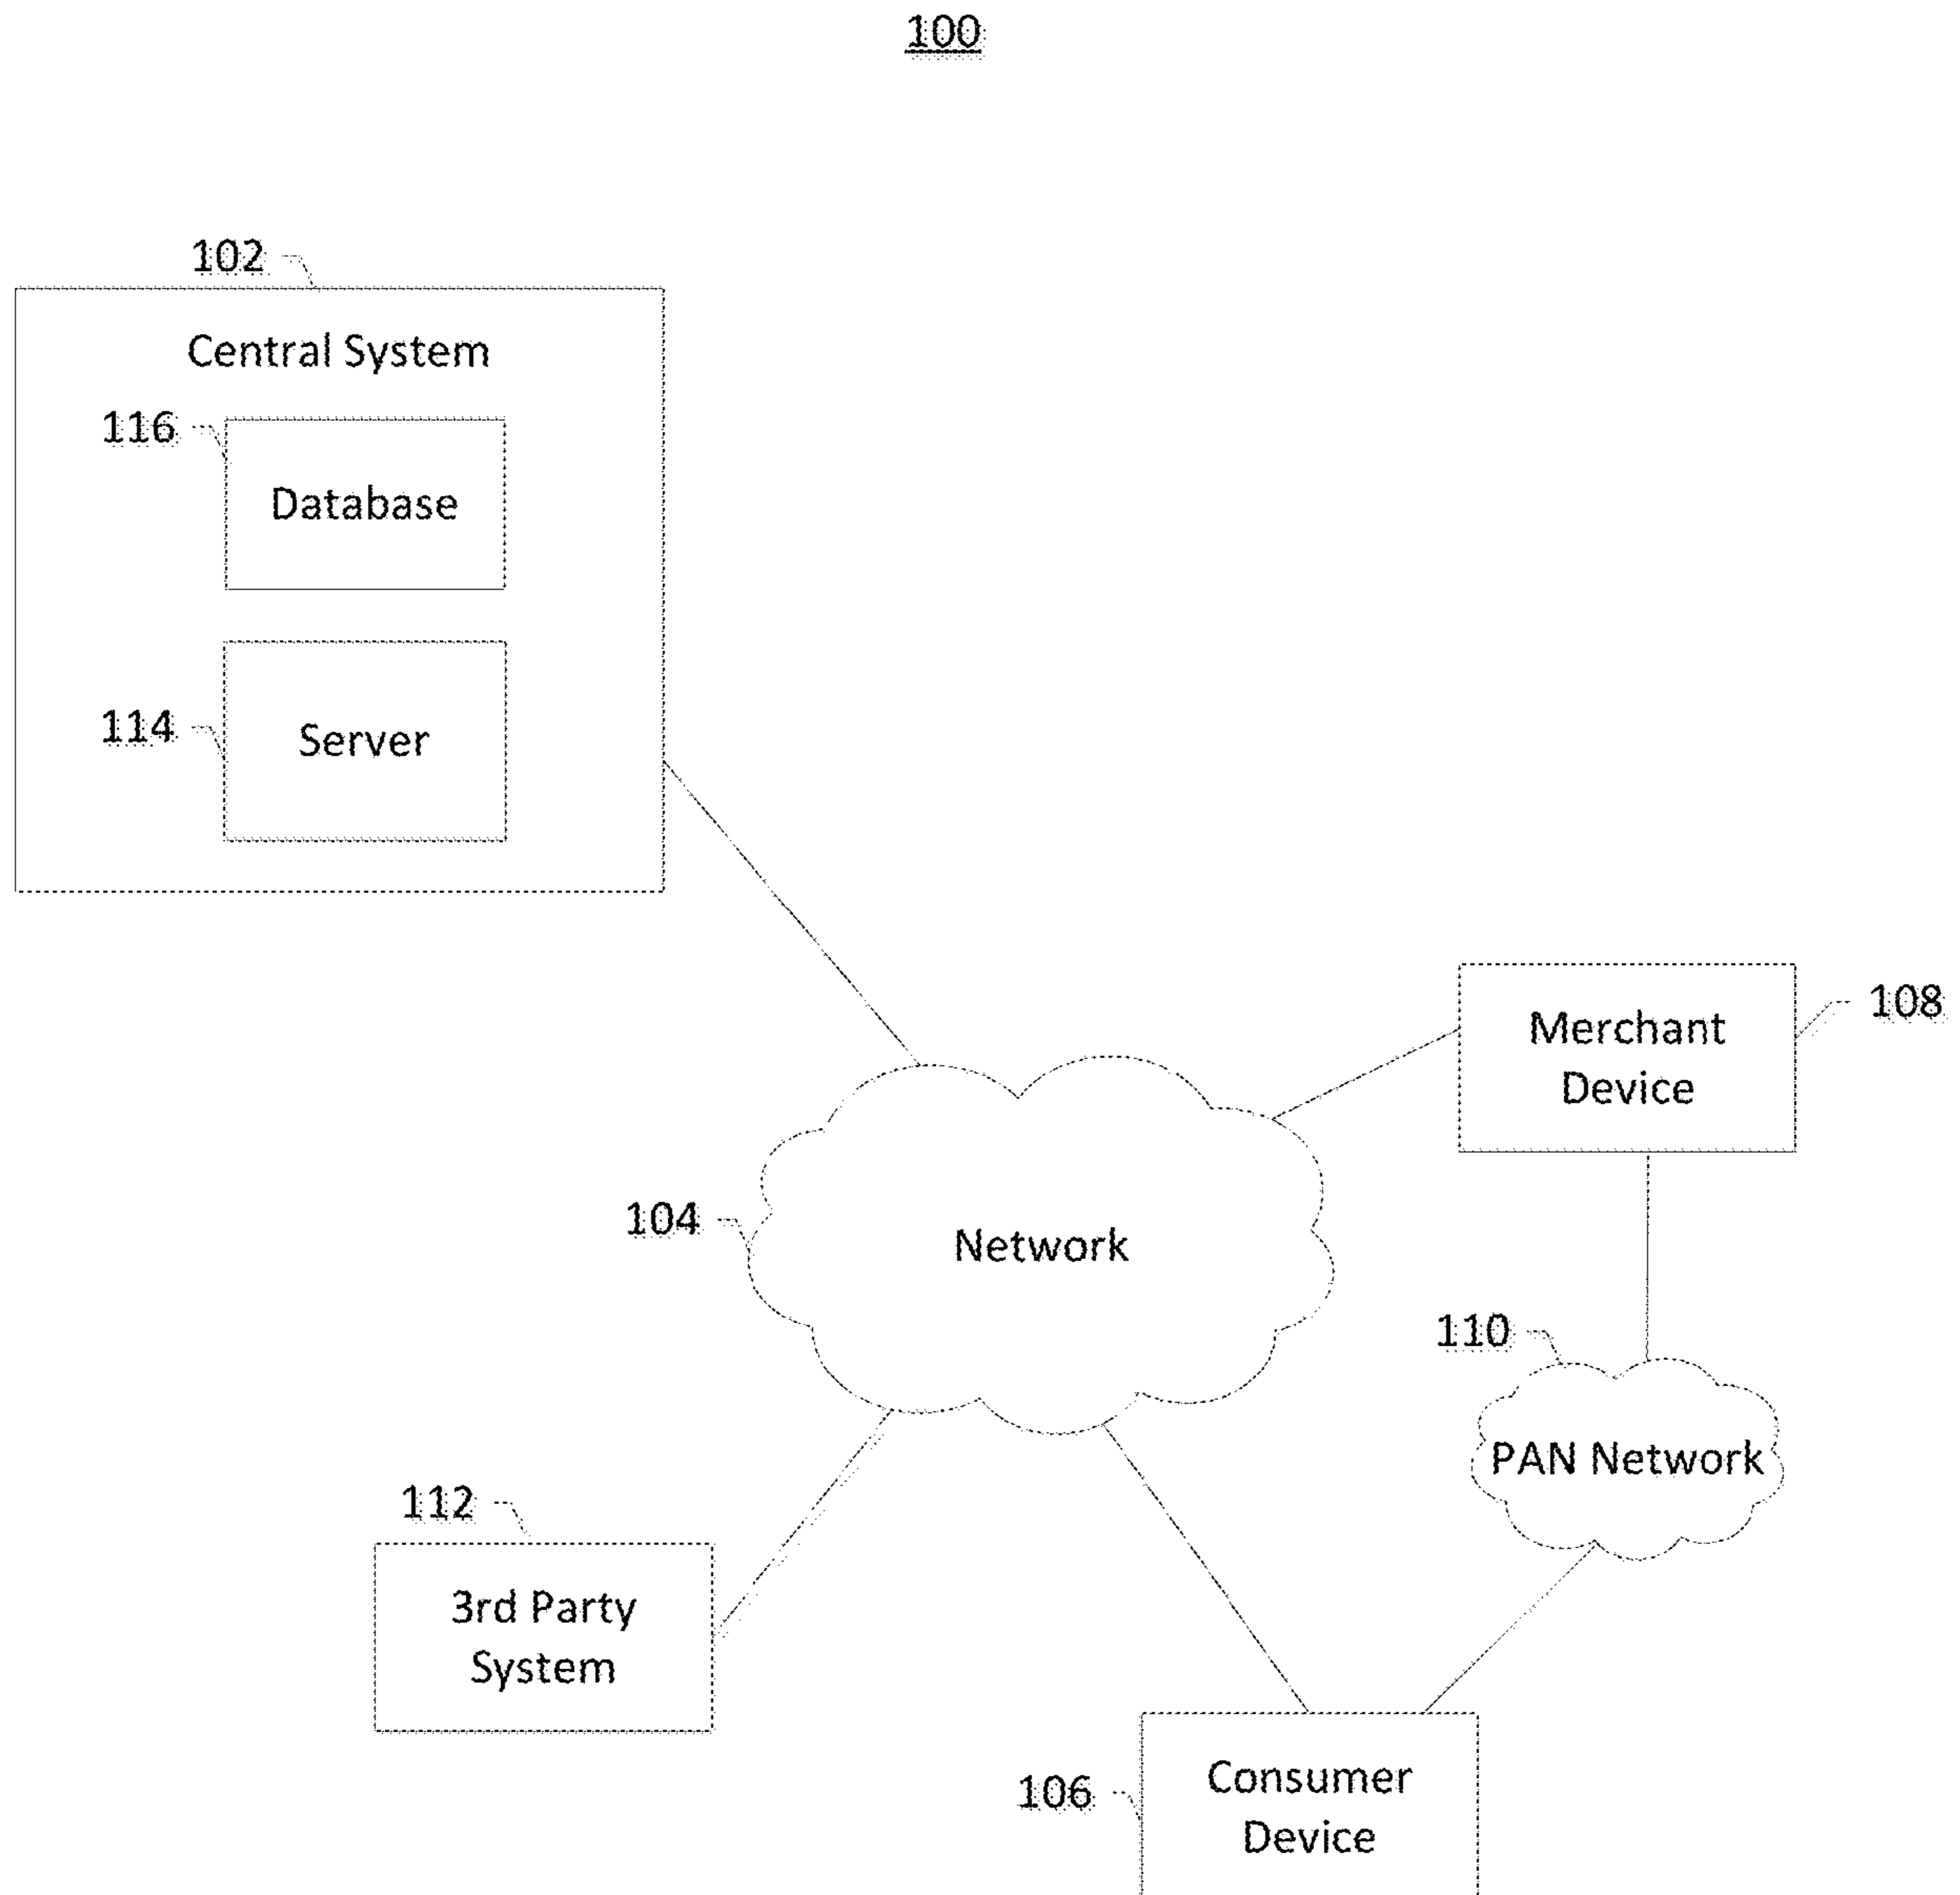 100
102
Central System
116
Database
114
Server
108
Merchant
Device
104
Network
110
PAN Network
112
3rd Party
System
106
Consumer
Device